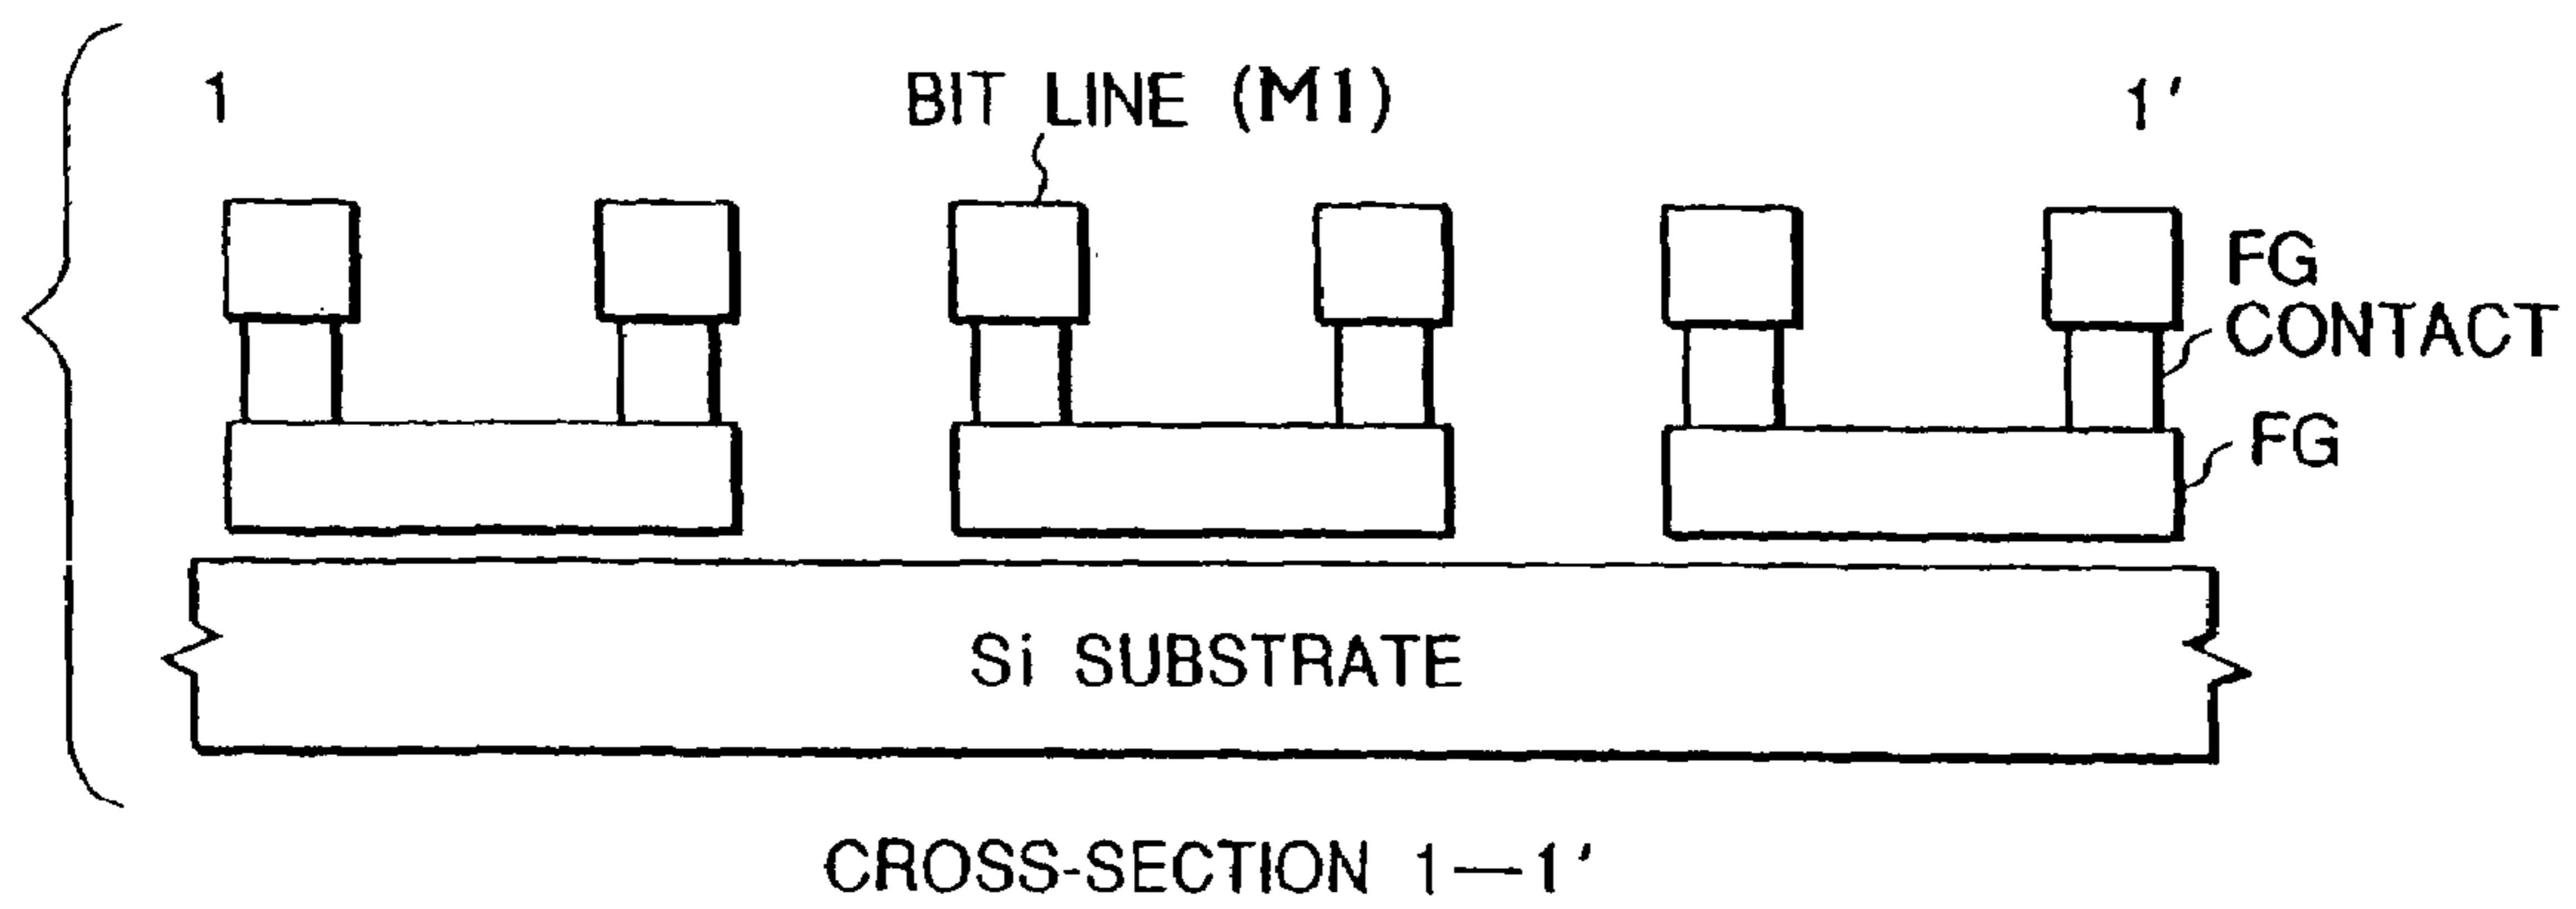 1
BIT LINE (M1)
1'
FG
CONTACT
FG
Si SUBSTRATE
CROSS-SECTION 1—1'